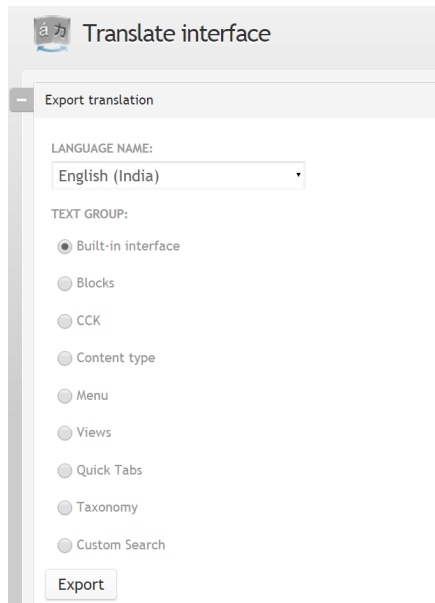 á カ Translate interface
Export translation
LANGUAGE NAME:
English (India)
TEXT GROUP:
Built-in interface
Blocks
CCK
Content type
Menu
Views
Quick Tabs
Taxonomy
Custom Search
Export